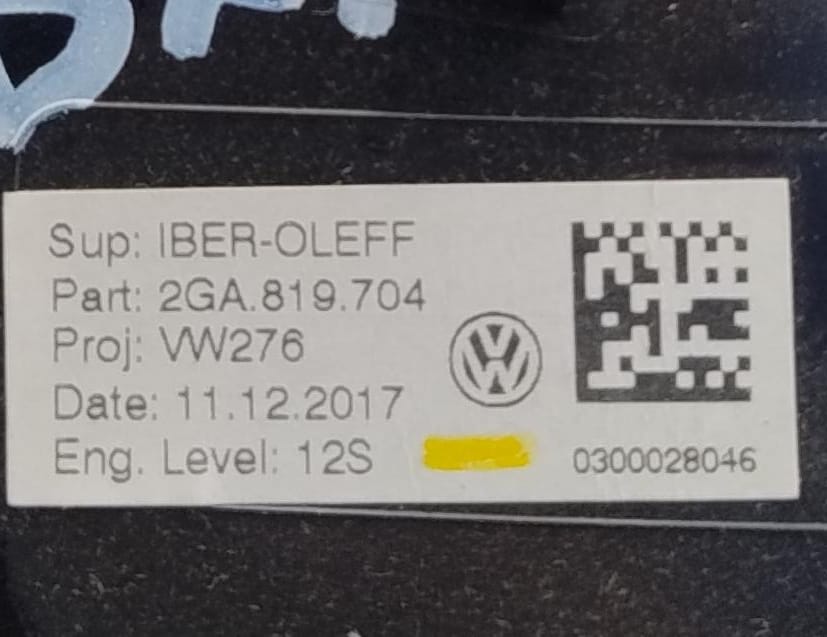 Sup: IBER-OLEFF
Part: 2GA.819.704
Proj: VW276
Date: 11.12.2017
Eng. Level: 12S
0300028046